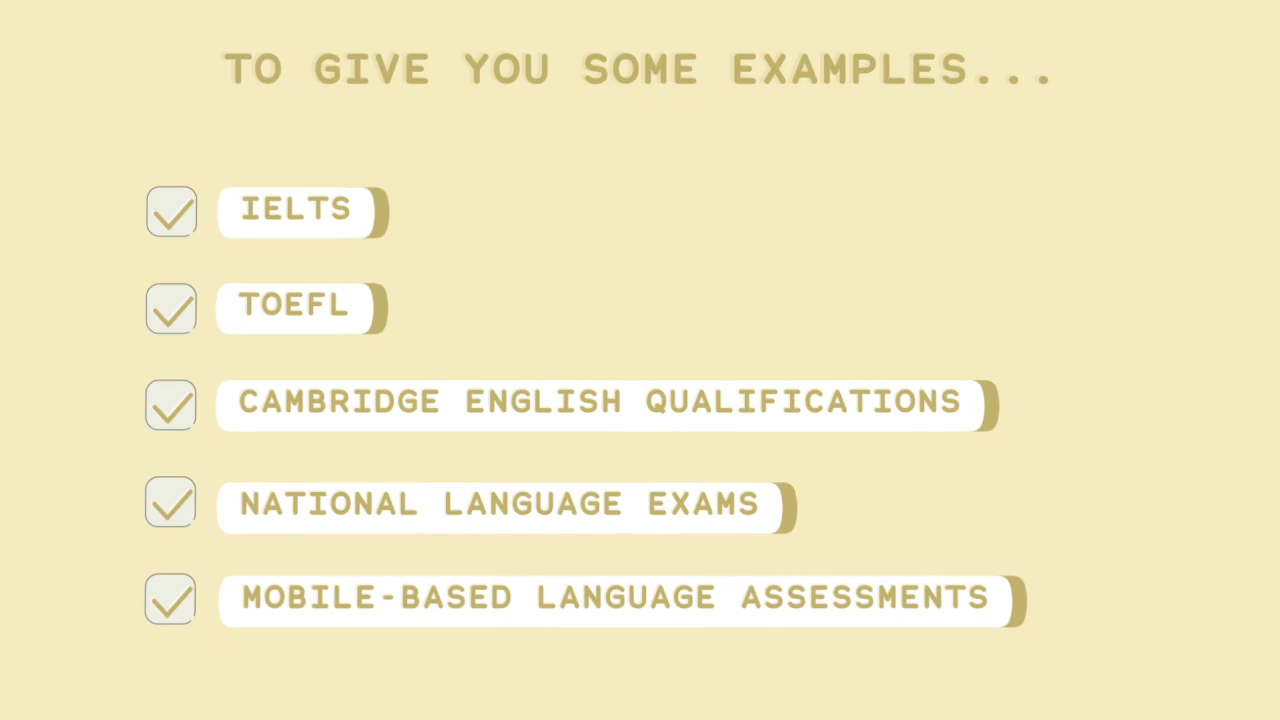 TO GIVE YOU SOME EXAMPLES...
IELTS
TOEFL
CAMBRIDGE ENGLISH QUALIFICATIONS
NATIONAL LANGUAGE EXAMS
MOBILE-BASED LANGUAGE ASSESSMENTS